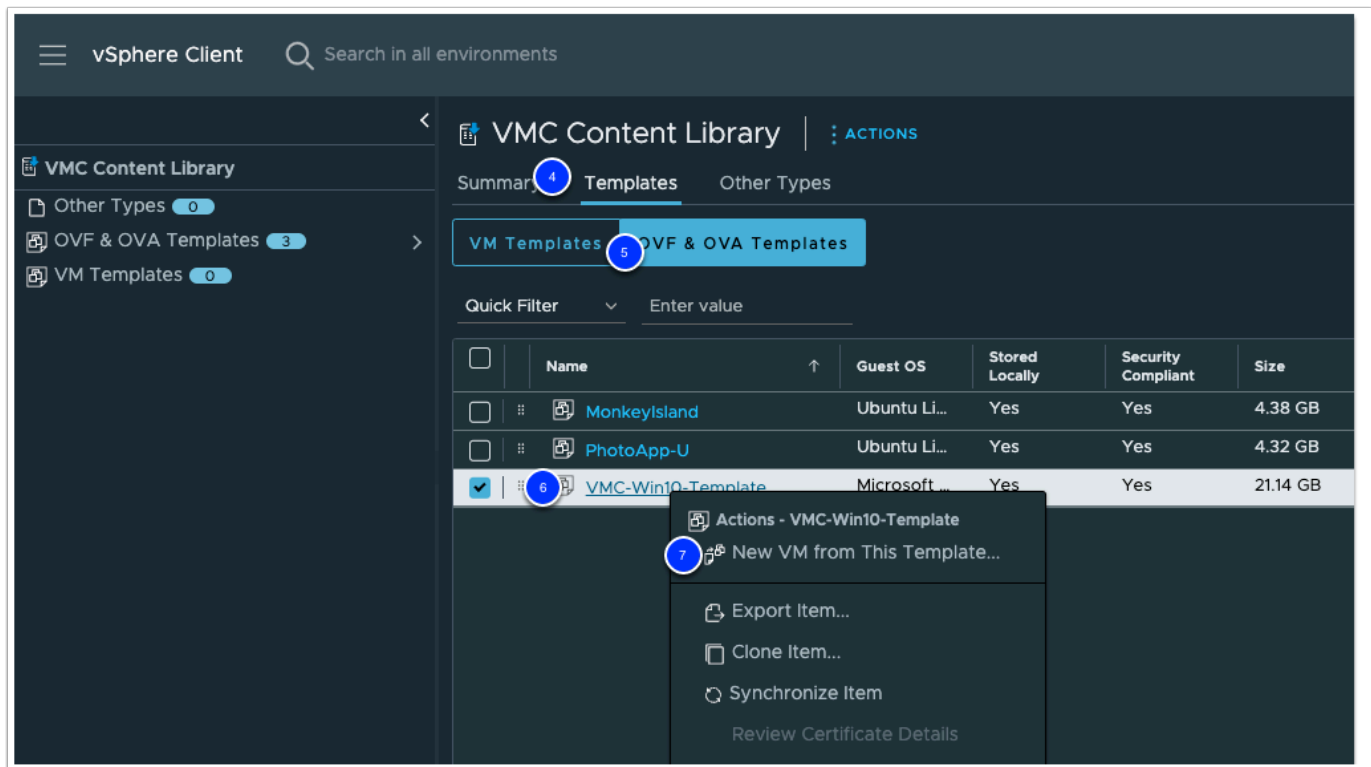 vSphere Client Search in all environments
VMC Content Library
Other Types 0
OVF & OVA Templates 3
VM Templates 0
VMC Content Library ACTIONS
Summary 4 Templates Other Types
VM Templates 5 OVF & OVA Templates
Quick Filter Enter value
Name Guest OS Stored Locally Security Compliant Size
MonkeyIsland Ubuntu Li... Yes Yes 4.38 GB
PhotoApp-U Ubuntu Li... Yes Yes 4.32 GB
6 VMC-Win10-Template Microsoft ... Yes Yes 21.14 GB
Actions - VMC-Win10-Template
7 New VM from This Template...
Export Item...
Clone Item...
Synchronize Item
Review Certificate Details